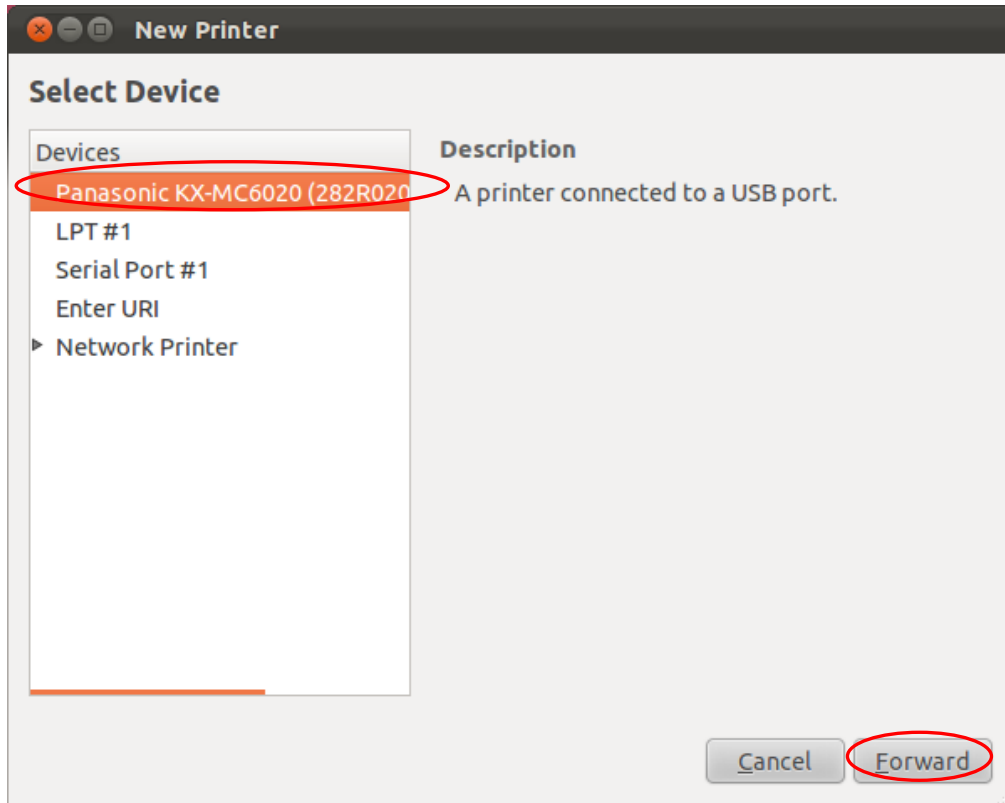 New Printer
Select Device
Devices
Panasonic KX-MC6020 (282R020
LPT #1
Serial Port #1
Enter URI
Network Printer
Description
A printer connected to a USB port.
Cancel
Forward